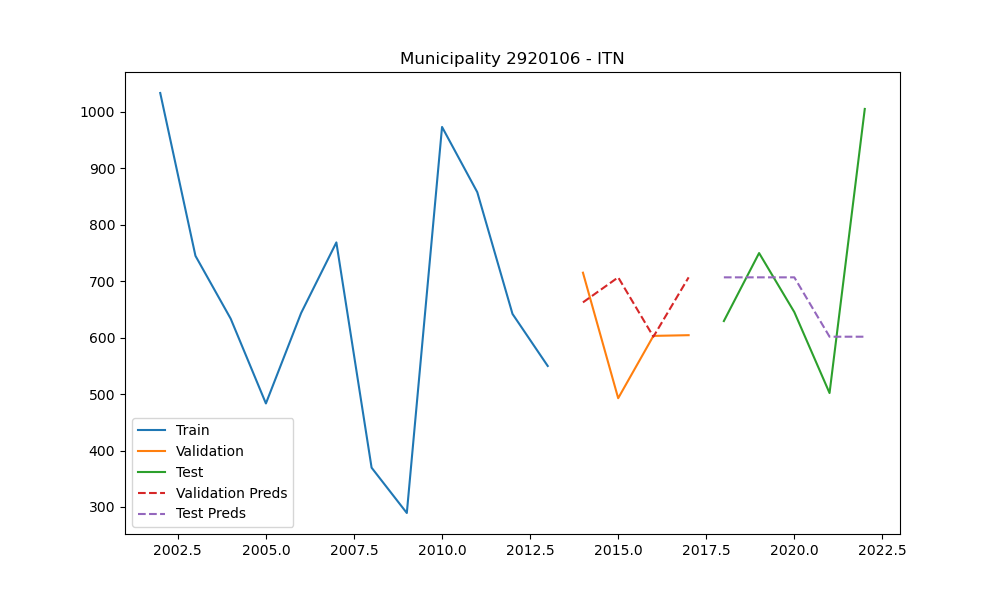 Municipality 2920106 - ITN
1000
900
800
700
600
500
400
300
Train
Validation
Test
Validation Preds
Test Preds
2002.5 2005.0 2007.5 2010.0 2012.5 2015.0 2017.5 2020.0 2022.5